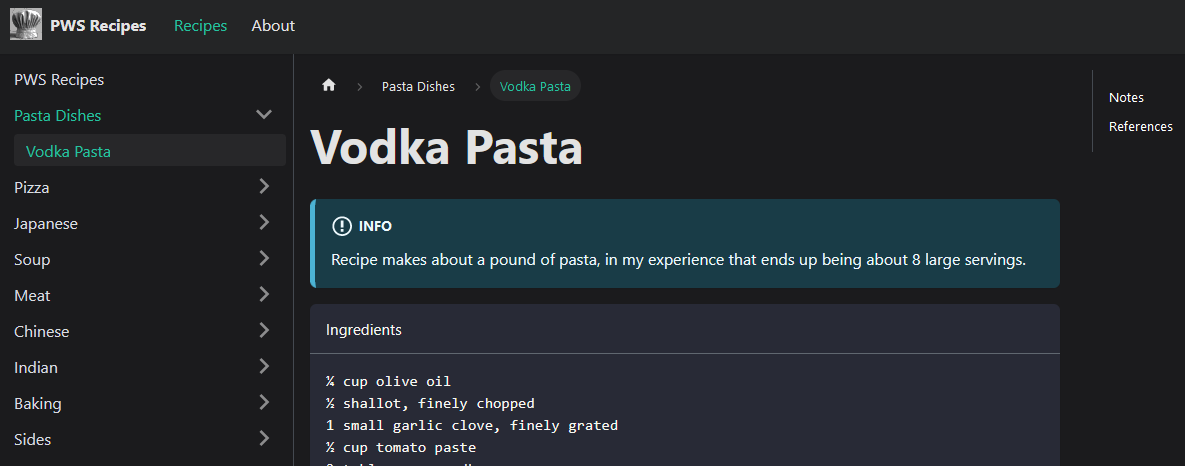 PWS Recipes
Recipes
About
PWS Recipes
Pasta Dishes
Vodka Pasta
Pizza
Japanese
Soup
Meat
Chinese
Indian
Baking
Sides
Pasta Dishes
Vodka Pasta
Vodka Pasta
INFO
Recipe makes about a pound of pasta, in my experience that ends up being about 8 large servings.
Ingredients
¼ cup olive oil
½ shallot, finely chopped
1 small garlic clove, finely grated
½ cup tomato paste
Notes
References